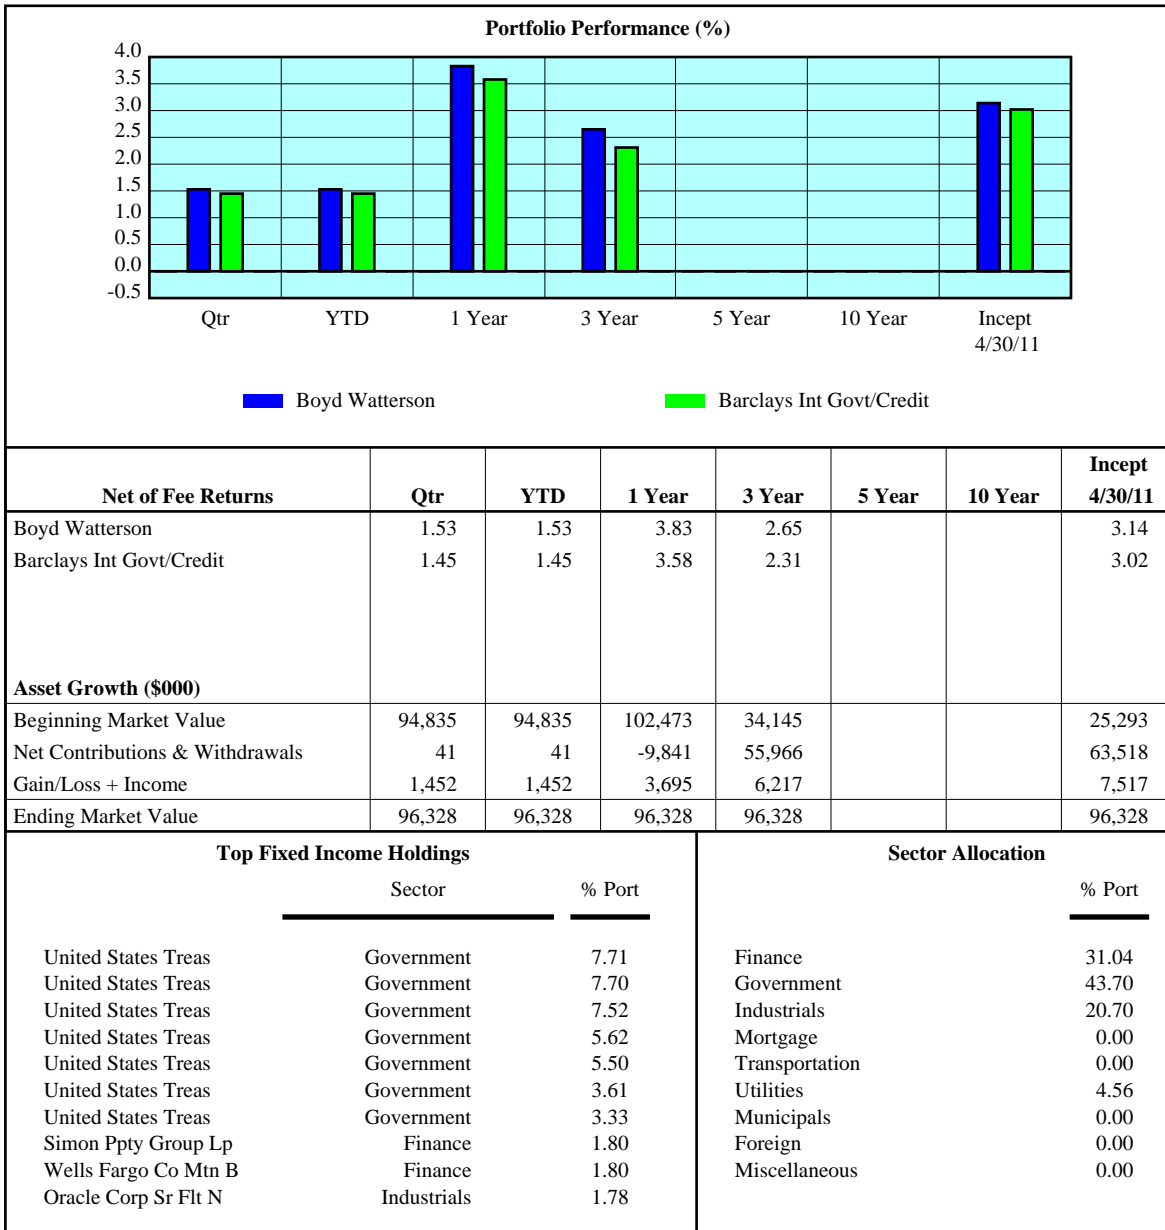 Portfolio Performance (%)
4.0
3.5
3.0
2.5
2.0
1.5
1.0
0.5
0.0
-0.5
Qtr YTD 1 Year 3 Year 5 Year 10 Year Incept
4/30/11
Boyd Watterson Barclays Int Govt/Credit
Incept
Net of Fee Returns Qtr YTD 1 Year 3 Year 5 Year 10 Year 4/30/11
Boyd Watterson 1.53 1.53 3.83 2.65 3.14
Barclays Int Govt/Credit 1.45 1.45 3.58 2.31 3.02
Asset Growth ($000)
Beginning Market Value 94,835 94,835 102,473 34,145 25,293
Net Contributions & Withdrawals 41 41 -9,841 55,966 63,518
Gain/Loss + Income 1,452 1,452 3,695 6,217 7,517
Ending Market Value 96,328 96,328 96,328 96,328 96,328
Top Fixed Income Holdings
Sector % Port
United States Treas Government 7.71
United States Treas Government 7.70
United States Treas Government 7.52
United States Treas Government 5.62
United States Treas Government 5.50
United States Treas Government 3.61
United States Treas Government 3.33
Simon Ppty Group Lp Finance 1.80
Wells Fargo Co Mtn B Finance 1.80
Oracle Corp Sr Flt N Industrials 1.78
Sector Allocation
% Port
Finance 31.04
Government 43.70
Industrials 20.70
Mortgage 0.00
Transportation 0.00
Utilities 4.56
Municipals 0.00
Foreign 0.00
Miscellaneous 0.00